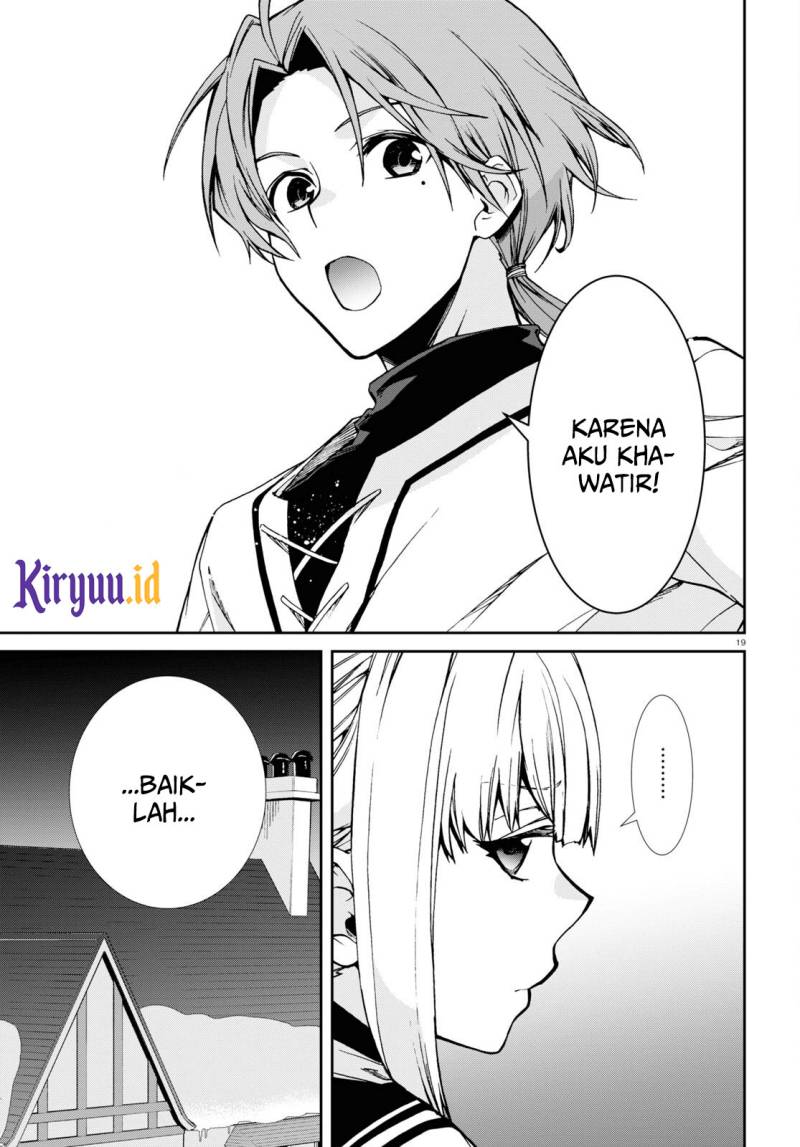 KARENA
AKU KHA-
WATIR!
Kiryuu.id
19
.........
...BAIK-
LAH...